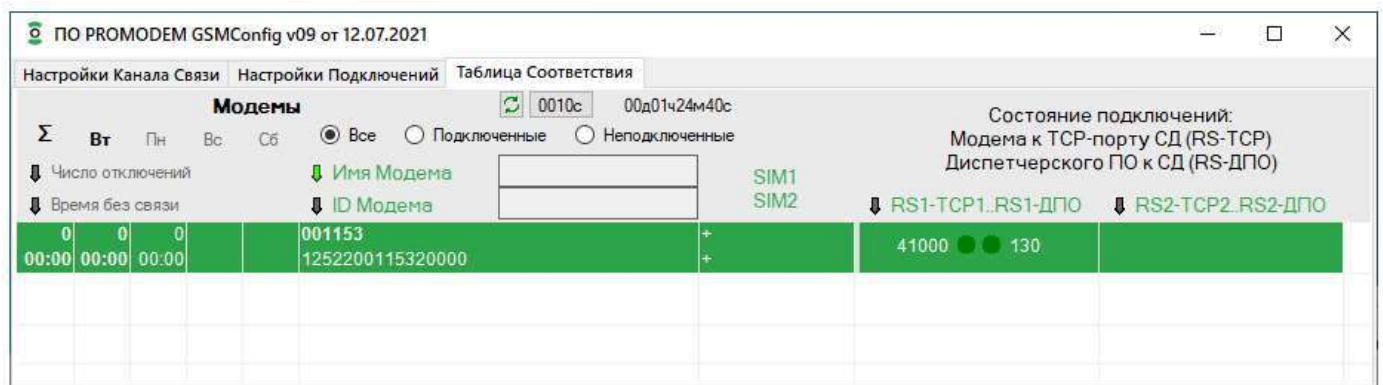 ПО PROMODEM GSMConfig v09 от 12.07.2021
Настройки Канала Связи Настройки Подключений Таблица Соответствия
Модемы 0010с 00д01ч24м40с
Состояние подключений:
Σ Вт Пн Вс Сб Все Подключенные Неподключенные
Модема к TCP-порту СД (RS-TCP)
Диспетчерского ПО к СД (RS-ДПО)
Число отключений Имя Модема SIM1
Время без связи ID Модема SIM2 RS1-TCP1..RS1-ДПО RS2-TCP2..RS2-ДПО
0 0 0 001153 +
41000 130
00:00 00:00 00:00 1252200115320000 +